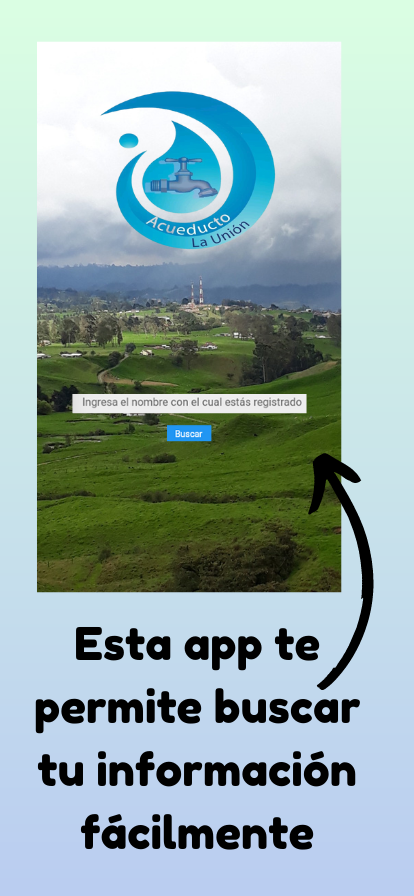 Acueducto
La Unión
Ingresa el nombre con el cual estás registrado
Buscar
Esta app te
permite buscar
tu información
fácilmente